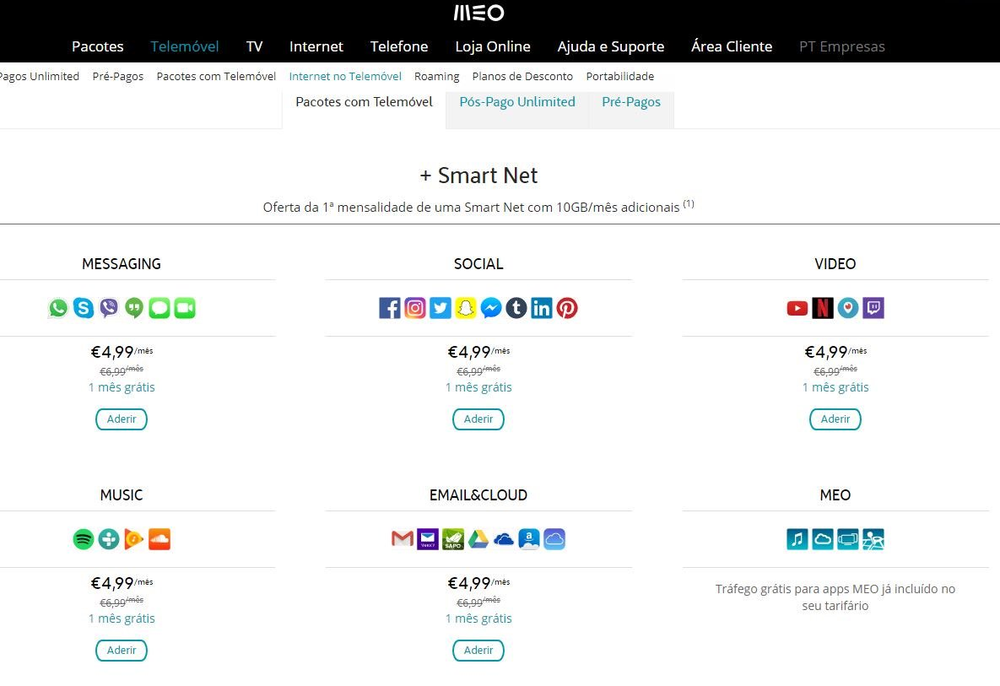 MEO
Pacotes Telemóvel TV Internet Telefone Loja Online Ajuda e Suporte Área Cliente PT Empresas
Pagos Unlimited Pré-Pagos Pacotes com Telemóvel Internet no Telemóvel Roaming Planos de Desconto Portabilidade
Pacotes com Telemóvel Pós-Pago Unlimited Pré-Pagos
+ Smart Net
Oferta da 1ª mensalidade de uma Smart Net com 10GB/mês adicionais (1)
MESSAGING SOCIAL VIDEO
€4,99/mês €4,99/mês €4,99/mês
€6,99/mês €6,99/mês €6,99/mês
1 mês grátis 1 mês grátis 1 mês grátis
Aderir Aderir Aderir
MUSIC EMAIL&CLOUD MEO
SAPO
€4,99/mês €4,99/mês
€6,99/mês €6,99/mês
1 mês grátis 1 mês grátis
Aderir Aderir
Tráfego grátis para apps MEO já incluído no
seu tarifário